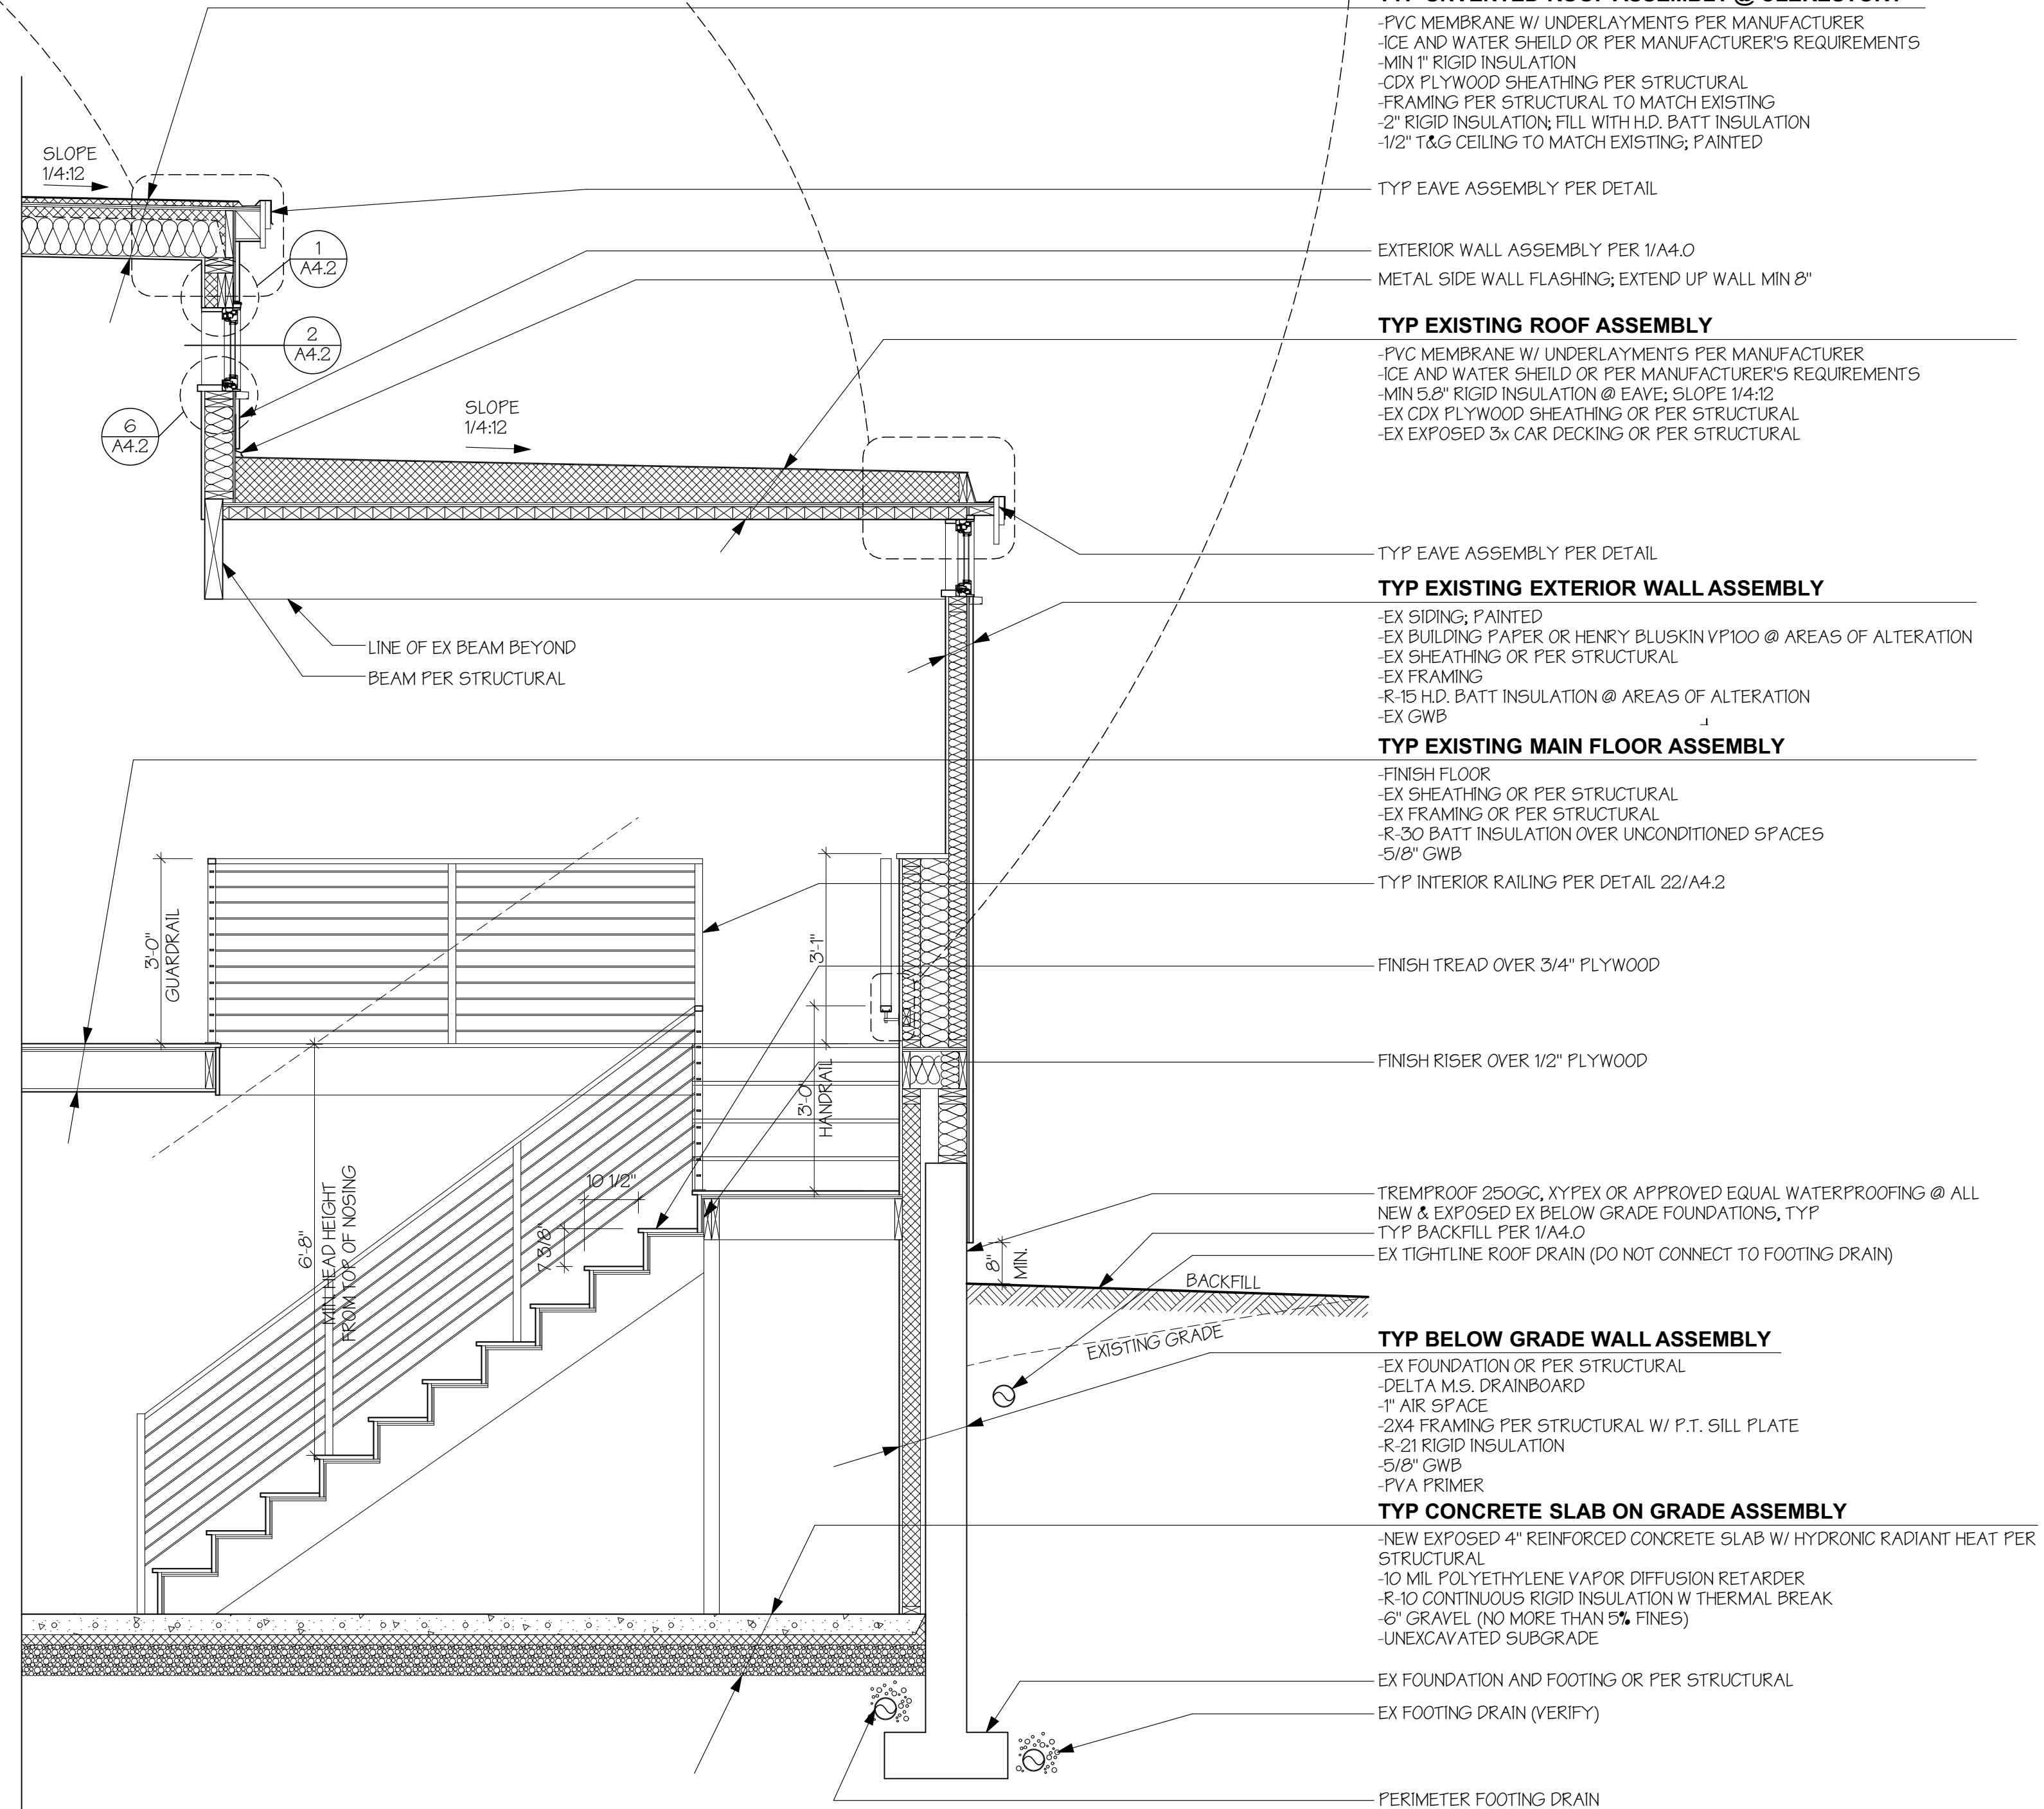 -PVC MEMBRANE W/ UNDERLAYMENTS PER MANUFACTURER
-ICE AND WATER SHEILD OR PER MANUFACTURER'S REQUIREMENTS
-MIN 1" RIGID INSULATION
-CDX PLYWOOD SHEATHING PER STRUCTURAL
-FRAMING PER STRUCTURAL TO MATCH EXISTING
-2" RIGID INSULATION; FILL WITH H.D. BATT INSULATION
-1/2" T&G CEILING TO MATCH EXISTING; PAINTED
SLOPE
1/4:12
TYP EAVE ASSEMBLY PER DETAIL
1
A4.2
EXTERIOR WALL ASSEMBLY PER 1/A4.0
METAL SIDE WALL FLASHING; EXTEND UP WALL MIN 8"
2
A4.2
TYP EXISTING ROOF ASSEMBLY
-PVC MEMBRANE W/ UNDERLAYMENTS PER MANUFACTURER
-ICE AND WATER SHEILD OR PER MANUFACTURER'S REQUIREMENTS
-MIN 5.8" RIGID INSULATION @ EAVE; SLOPE 1/4:12
-EX CDX PLYWOOD SHEATHING OR PER STRUCTURAL
-EX EXPOSED 3x CAR DECKING OR PER STRUCTURAL
6
A4.2
SLOPE
1/4:12
TYP EAVE ASSEMBLY PER DETAIL
TYP EXISTING EXTERIOR WALL ASSEMBLY
-EX SIDING; PAINTED
-EX BUILDING PAPER OR HENRY BLUSKIN VP100 @ AREAS OF ALTERATION
-EX SHEATHING OR PER STRUCTURAL
-EX FRAMING
-R-15 H.D. BATT INSULATION @ AREAS OF ALTERATION
-EX GWB
LINE OF EX BEAM BEYOND
BEAM PER STRUCTURAL
TYP EXISTING MAIN FLOOR ASSEMBLY
-FINISH FLOOR
-EX SHEATHING OR PER STRUCTURAL
-EX FRAMING OR PER STRUCTURAL
-R-30 BATT INSULATION OVER UNCONDITIONED SPACES
-5/8" GWB
TYP INTERIOR RAILING PER DETAIL 22/A4.2
3'-0"
GUARDRAIL
3'-1"
FINISH TREAD OVER 3/4" PLYWOOD
FINISH RISER OVER 1/2" PLYWOOD
3'-0"
HANDRAIL
6'-8"
MIN HEAD HEIGHT
FROM TOP OF NOSING
10 1/2"
7 3/8"
TREMPROOF 250GC, XYPEX OR APPROVED EQUAL WATERPROOFING @ ALL
NEW & EXPOSED EX BELOW GRADE FOUNDATIONS, TYP
TYP BACKFILL PER 1/A4.0
EX TIGHTLINE ROOF DRAIN (DO NOT CONNECT TO FOOTING DRAIN)
8"
MIN.
BACKFILL
EXISTING GRADE
TYP BELOW GRADE WALL ASSEMBLY
-EX FOUNDATION OR PER STRUCTURAL
-DELTA M.S. DRAINBOARD
-1" AIR SPACE
-2X4 FRAMING PER STRUCTURAL W/ P.T. SILL PLATE
-R-21 RIGID INSULATION
-5/8" GWB
-PVA PRIMER
TYP CONCRETE SLAB ON GRADE ASSEMBLY
-NEW EXPOSED 4" REINFORCED CONCRETE SLAB W/ HYDRONIC RADIANT HEAT PER
STRUCTURAL
-10 MIL POLYETHYLENE VAPOR DIFFUSION RETARDER
-R-10 CONTINUOUS RIGID INSULATION W THERMAL BREAK
-6" GRAVEL (NO MORE THAN 5% FINES)
-UNEXCAVATED SUBGRADE
EX FOUNDATION AND FOOTING OR PER STRUCTURAL
EX FOOTING DRAIN (VERIFY)
PERIMETER FOOTING DRAIN